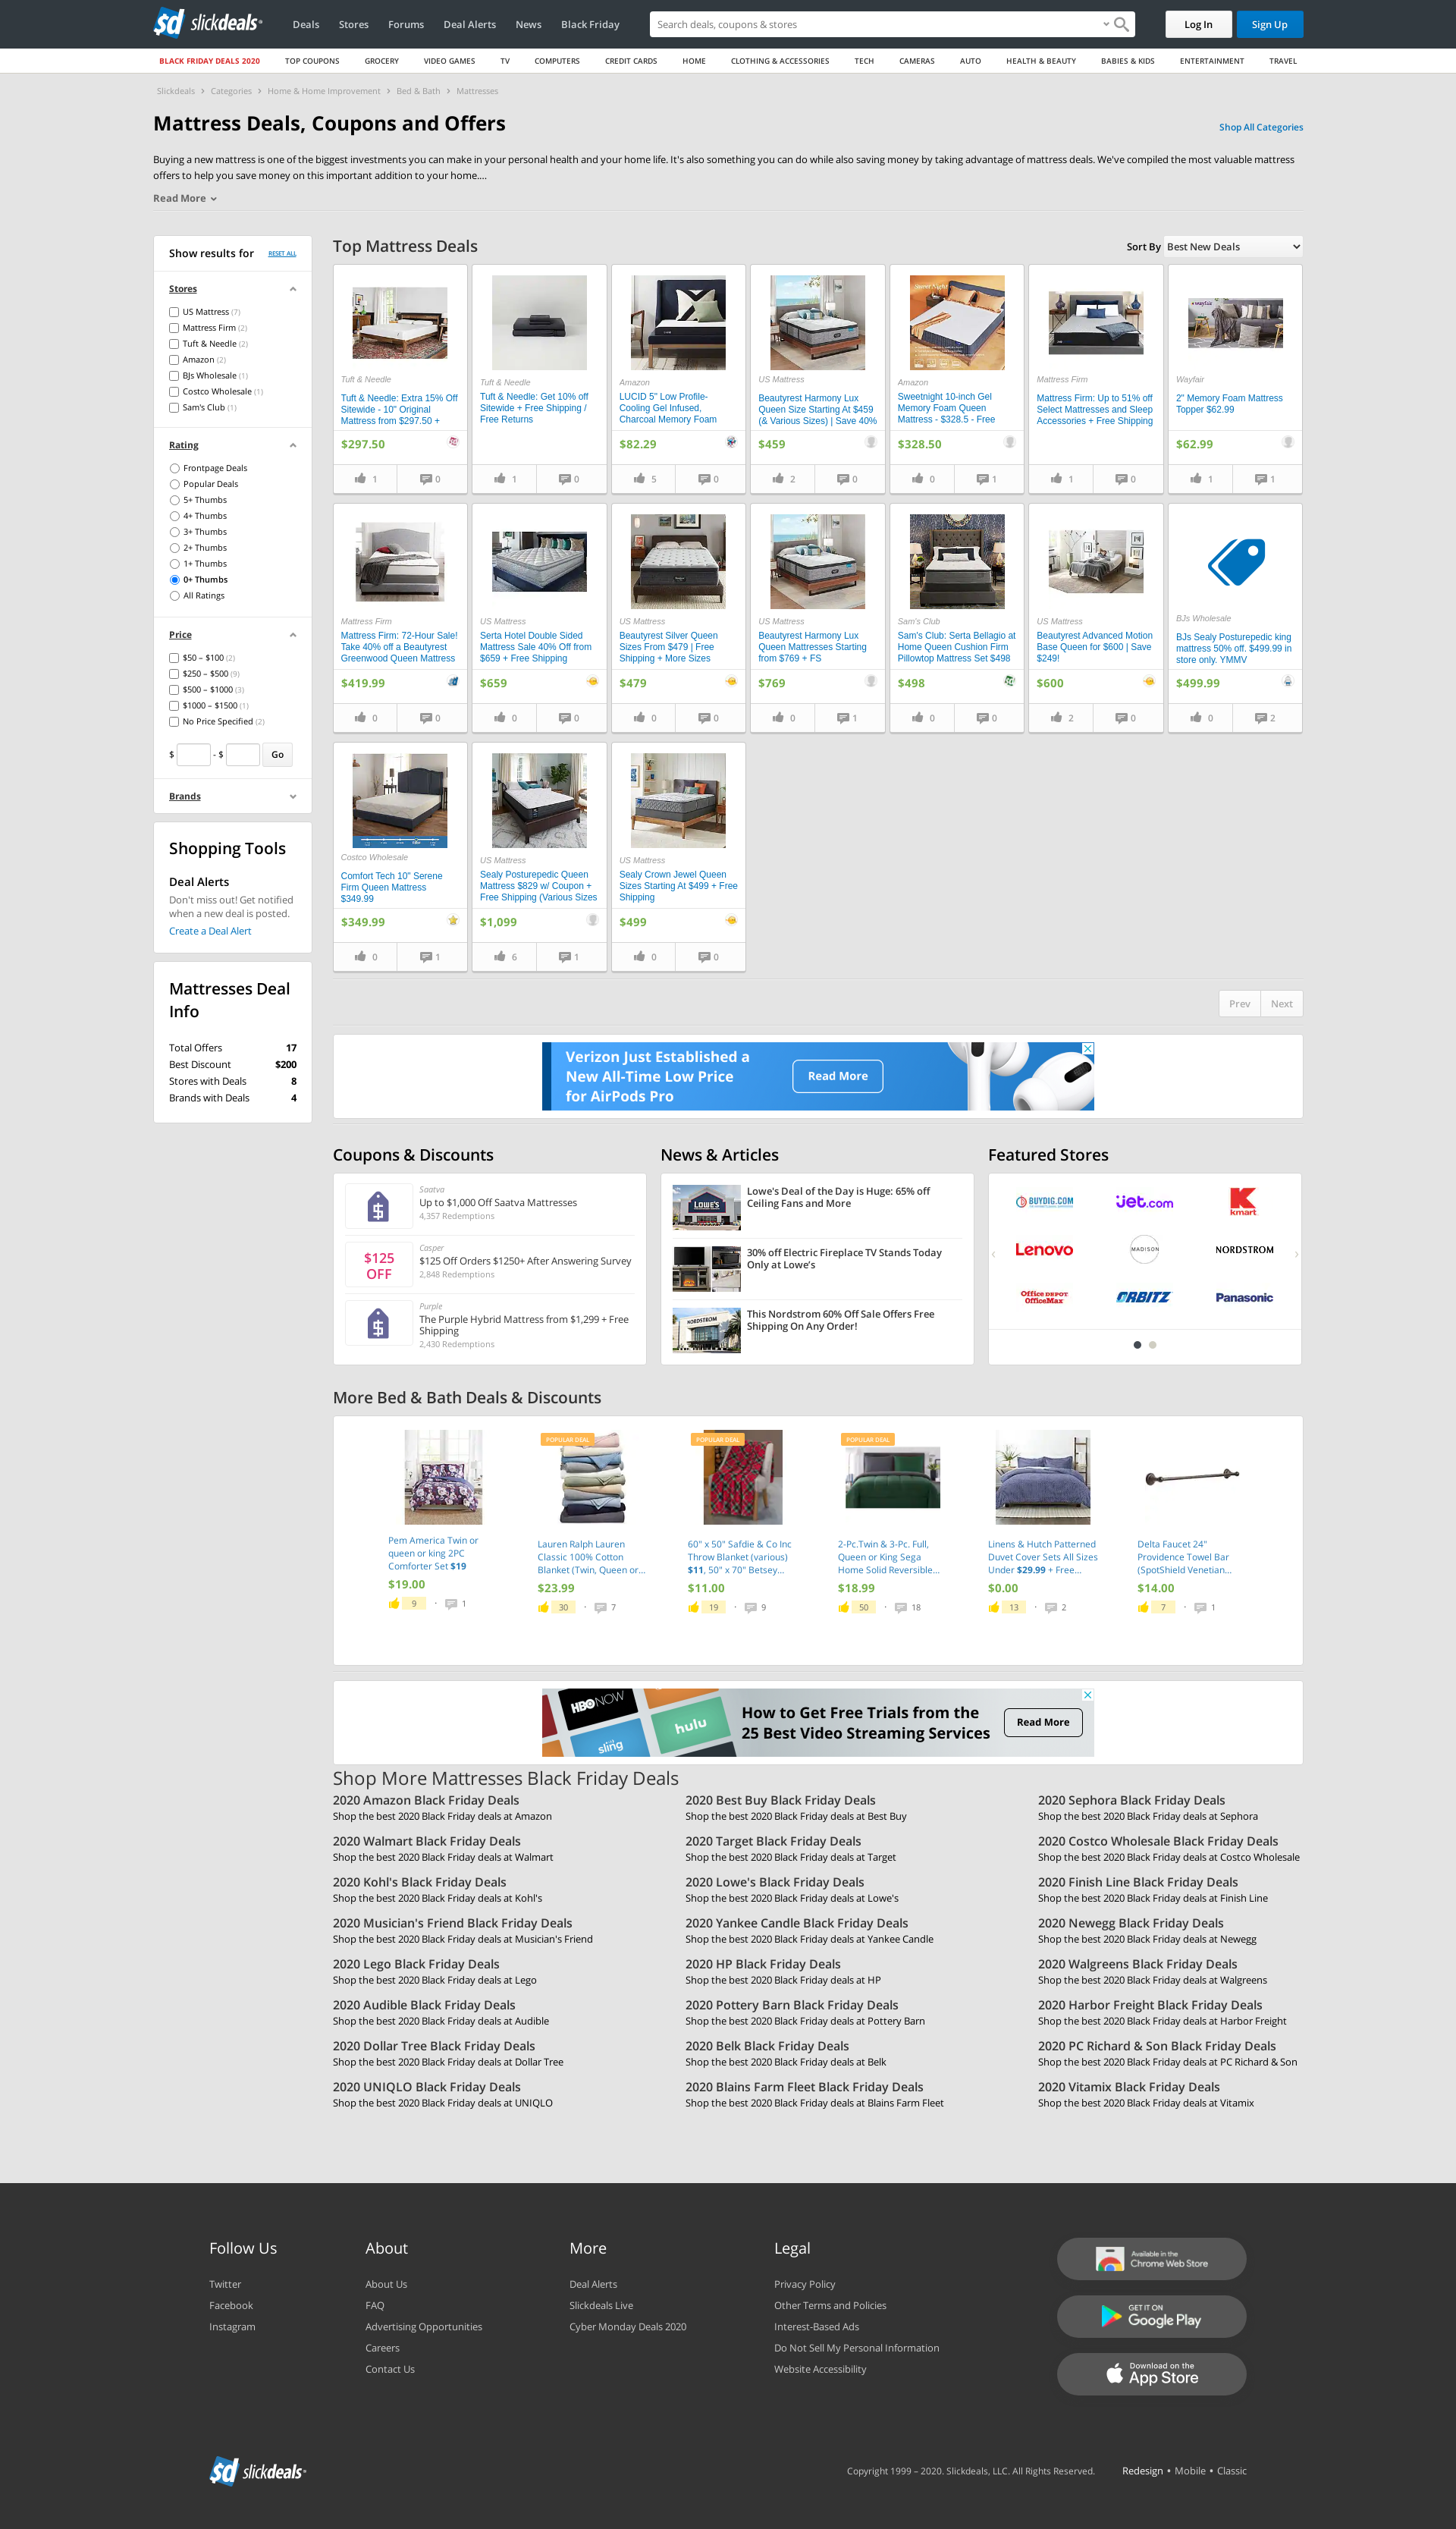 slickdeals
Deals Stores Forums Deal Alerts News Black Friday
Search deals, coupons & stores
Log In Sign Up
BLACK FRIDAY DEALS 2020 TOP COUPONS GROCERY VIDEO GAMES TV COMPUTERS CREDIT CARDS HOME CLOTHING & ACCESSORIES TECH CAMERAS AUTO HEALTH & BEAUTY BABIES & KIDS ENTERTAINMENT TRAVEL
Slickdeals > Categories > Home & Home Improvement > Bed & Bath > Mattresses
Mattress Deals, Coupons and Offers
Shop All Categories
Buying a new mattress is one of the biggest investments you can make in your personal health and your home life. It's also something you can do while also saving money by taking advantage of mattress deals. We've compiled the most valuable mattress
offers to help you save money on this important addition to your home....
Read More
Show results for RESET ALL
Stores
US Mattress (7)
Mattress Firm (2)
Tuft & Needle (2)
Amazon (2)
BJs Wholesale (1)
Costco Wholesale (1)
Sam's Club (1)
Rating
Frontpage Deals
Popular Deals
5+ Thumbs
4+ Thumbs
3+ Thumbs
2+ Thumbs
1+ Thumbs
0+ Thumbs
All Ratings
Price
$50 – $100 (2)
$250 – $500 (9)
$500 – $1000 (3)
$1000 – $1500 (1)
No Price Specified (2)
$ - $ Go
Brands
Shopping Tools
Deal Alerts
Don't miss out! Get notified
when a new deal is posted.
Create a Deal Alert
Mattresses Deal
Info
Total Offers 17
Best Discount $200
Stores with Deals 8
Brands with Deals 4
Top Mattress Deals
Sort By Best New Deals
Tuft & Needle
Tuft & Needle: Extra 15% Off
Sitewide - 10" Original
Mattress from $297.50 +
$297.50
1 0
Tuft & Needle
Tuft & Needle: Get 10% off
Sitewide + Free Shipping /
Free Returns
1 0
Amazon
LUCID 5" Low Profile-
Cooling Gel Infused,
Charcoal Memory Foam
$82.29
5 0
US Mattress
Beautyrest Harmony Lux
Queen Size Starting At $459
(& Various Sizes) | Save 40%
$459
2 0
Sweet Night
Amazon
Sweetnight 10-inch Gel
Memory Foam Queen
Mattress - $328.5 - Free
$328.50
0 1
Mattress Firm
Mattress Firm: Up to 51% off
Select Mattresses and Sleep
Accessories + Free Shipping
1 0
wayfair
Wayfair
2" Memory Foam Mattress
Topper $62.99
$62.99
1 1
Mattress Firm
Mattress Firm: 72-Hour Sale!
Take 40% off a Beautyrest
Greenwood Queen Mattress
$419.99
0 0
US Mattress
Serta Hotel Double Sided
Mattress Sale 40% Off from
$659 + Free Shipping
$659
0 0
US Mattress
Beautyrest Silver Queen
Sizes From $479 | Free
Shipping + More Sizes
$479
0 0
US Mattress
Beautyrest Harmony Lux
Queen Mattresses Starting
from $769 + FS
$769
0 1
Sam's Club
Sam's Club: Serta Bellagio at
Home Queen Cushion Firm
Pillowtop Mattress Set $498
$498
0 0
US Mattress
Beautyrest Advanced Motion
Base Queen for $600 | Save
$249!
$600
2 0
BJs Wholesale
BJs Sealy Posturepedic king
mattress 50% off. $499.99 in
store only. YMMV
$499.99
0 2
Costco Wholesale
Comfort Tech 10" Serene
Firm Queen Mattress
$349.99
$349.99
0 1
US Mattress
Sealy Posturepedic Queen
Mattress $829 w/ Coupon +
Free Shipping (Various Sizes
$1,099
6 1
US Mattress
Sealy Crown Jewel Queen
Sizes Starting At $499 + Free
Shipping
$499
0 0
Prev Next
Verizon Just Established a
New All-Time Low Price
for AirPods Pro
Read More
Coupons & Discounts
Saatva
Up to $1,000 Off Saatva Mattresses
4,357 Redemptions
$125
OFF
Casper
$125 Off Orders $1250+ After Answering Survey
2,848 Redemptions
Purple
The Purple Hybrid Mattress from $1,299 + Free
Shipping
2,430 Redemptions
News & Articles
LOWE'S
Lowe's Deal of the Day is Huge: 65% off
Ceiling Fans and More
30% off Electric Fireplace TV Stands Today
Only at Lowe's
NORDSTROM
This Nordstrom 60% Off Sale Offers Free
Shipping On Any Order!
Featured Stores
BUYDIG.COM Jet.com Kmart
Lenovo MADISON NORDSTROM
Office DEPOT
OfficeMax
ORBITZ Panasonic
More Bed & Bath Deals & Discounts
Pem America Twin or
queen or king 2PC
Comforter Set $19
$19.00
9 · 1
POPULAR DEAL
Lauren Ralph Lauren
Classic 100% Cotton
Blanket (Twin, Queen or...
$23.99
30 · 7
POPULAR DEAL
60" x 50" Safdie & Co Inc
Throw Blanket (various)
$11, 50" x 70" Betsey...
$11.00
19 · 9
POPULAR DEAL
2-Pc.Twin & 3-Pc. Full,
Queen or King Sega
Home Solid Reversible...
$18.99
50 · 18
Linens & Hutch Patterned
Duvet Cover Sets All Sizes
Under $29.99 + Free...
$0.00
13 · 2
Delta Faucet 24"
Providence Towel Bar
(SpotShield Venetian...
$14.00
7 · 1
HBO NOW
hulu
sling
How to Get Free Trials from the
25 Best Video Streaming Services
Read More
Shop More Mattresses Black Friday Deals
2020 Amazon Black Friday Deals
Shop the best 2020 Black Friday deals at Amazon
2020 Best Buy Black Friday Deals
Shop the best 2020 Black Friday deals at Best Buy
2020 Sephora Black Friday Deals
Shop the best 2020 Black Friday deals at Sephora
2020 Walmart Black Friday Deals
Shop the best 2020 Black Friday deals at Walmart
2020 Target Black Friday Deals
Shop the best 2020 Black Friday deals at Target
2020 Costco Wholesale Black Friday Deals
Shop the best 2020 Black Friday deals at Costco Wholesale
2020 Kohl's Black Friday Deals
Shop the best 2020 Black Friday deals at Kohl's
2020 Lowe's Black Friday Deals
Shop the best 2020 Black Friday deals at Lowe's
2020 Finish Line Black Friday Deals
Shop the best 2020 Black Friday deals at Finish Line
2020 Musician's Friend Black Friday Deals
Shop the best 2020 Black Friday deals at Musician's Friend
2020 Yankee Candle Black Friday Deals
Shop the best 2020 Black Friday deals at Yankee Candle
2020 Newegg Black Friday Deals
Shop the best 2020 Black Friday deals at Newegg
2020 Lego Black Friday Deals
Shop the best 2020 Black Friday deals at Lego
2020 HP Black Friday Deals
Shop the best 2020 Black Friday deals at HP
2020 Walgreens Black Friday Deals
Shop the best 2020 Black Friday deals at Walgreens
2020 Audible Black Friday Deals
Shop the best 2020 Black Friday deals at Audible
2020 Pottery Barn Black Friday Deals
Shop the best 2020 Black Friday deals at Pottery Barn
2020 Harbor Freight Black Friday Deals
Shop the best 2020 Black Friday deals at Harbor Freight
2020 Dollar Tree Black Friday Deals
Shop the best 2020 Black Friday deals at Dollar Tree
2020 Belk Black Friday Deals
Shop the best 2020 Black Friday deals at Belk
2020 PC Richard & Son Black Friday Deals
Shop the best 2020 Black Friday deals at PC Richard & Son
2020 UNIQLO Black Friday Deals
Shop the best 2020 Black Friday deals at UNIQLO
2020 Blains Farm Fleet Black Friday Deals
Shop the best 2020 Black Friday deals at Blains Farm Fleet
2020 Vitamix Black Friday Deals
Shop the best 2020 Black Friday deals at Vitamix
Follow Us
Twitter
Facebook
Instagram
About
About Us
FAQ
Advertising Opportunities
Careers
Contact Us
More
Deal Alerts
Slickdeals Live
Cyber Monday Deals 2020
Legal
Privacy Policy
Other Terms and Policies
Interest-Based Ads
Do Not Sell My Personal Information
Website Accessibility
Available in the
Chrome Web Store
GET IT ON
Google Play
Download on the
App Store
slickdeals
Copyright 1999 – 2020. Slickdeals, LLC. All Rights Reserved. Redesign • Mobile • Classic